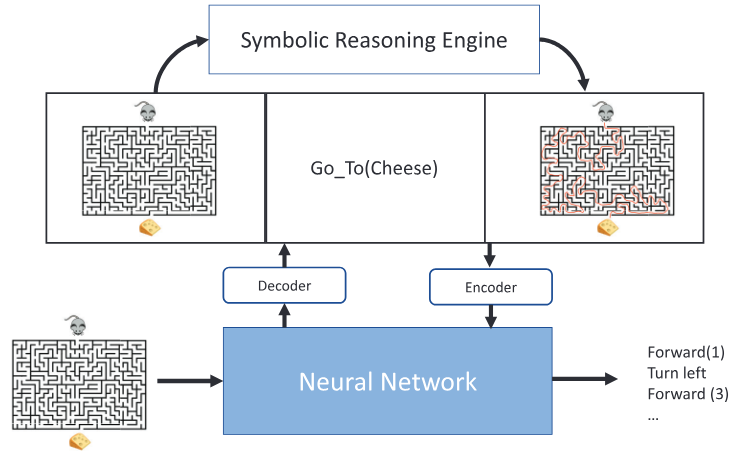 Symbolic Reasoning Engine
Go_To(Cheese)
Decoder
Encoder
Neural Network
Forward(1)
Turn left
Forward (3)
...